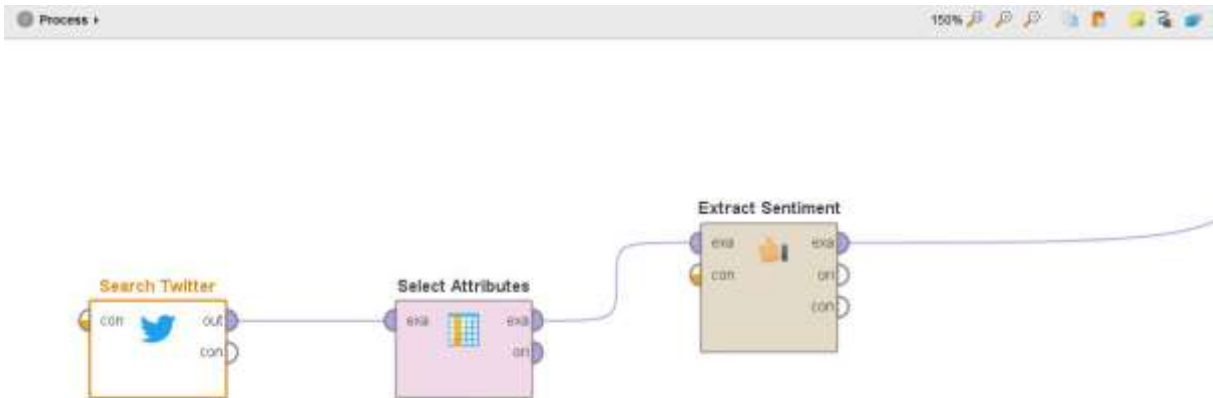 Process
150%
Extract Sentiment
exa exa
con ori
con
Search Twitter
con out
con
Select Attributes
exa exa
ori